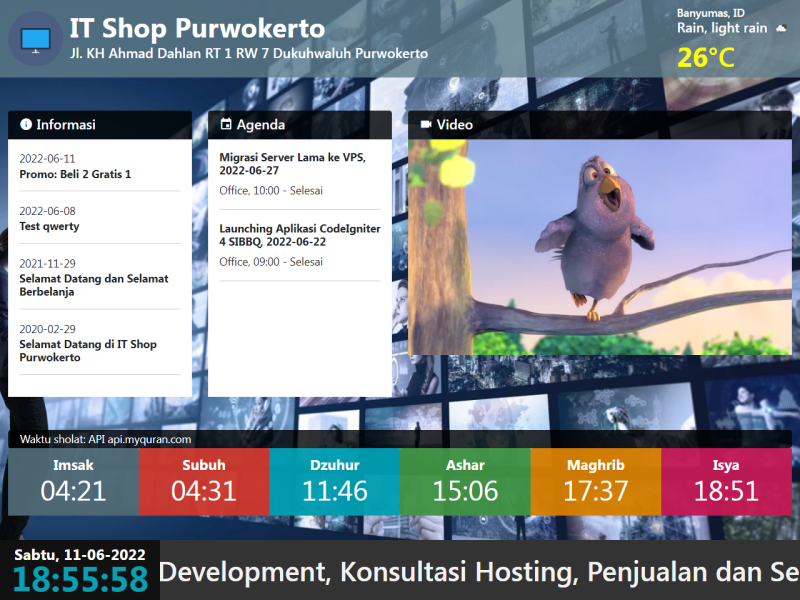 IT Shop Purwokerto
Jl. KH Ahmad Dahlan RT 1 RW 7 Dukuhwaluh Purwokerto
Banyumas, ID
Rain, light rain
26°C
Informasi
2022-06-11
Promo: Beli 2 Gratis 1
2022-06-08
Test qwerty
2021-11-29
Selamat Datang dan Selamat
Berbelanja
2020-02-29
Selamat Datang di IT Shop
Purwokerto
Agenda
Migrasi Server Lama ke VPS,
2022-06-27
Office, 10:00 - Selesai
Launching Aplikasi CodeIgniter
4 SIBBQ, 2022-06-22
Office, 09:00 - Selesai
Video
Waktu sholat: API api.myquran.com
Imsak
04:21
Subuh
04:31
Dzuhur
11:46
Ashar
15:06
Maghrib
17:37
Isya
18:51
Sabtu, 11-06-2022
18:55:58
Development, Konsultasi Hosting, Penjualan dan Se